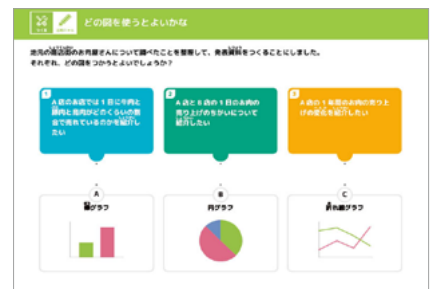 どの図を使うとよいかな
地元の商店街のお肉屋さんについて調べたことを整理して、発表資料をつくることにしました。
それぞれ、どの図をつかうとよいでしょうか？
1
A店のお店では1日に牛肉と
豚肉と鶏肉がどのくらいの割
合で売れているのかを紹介し
たい
2
A店とB店の1日のお肉の
売り上げのちがいについて
紹介したい
3
A店の1年間のお肉の売り上
げの変化を紹介したい
A
棒グラフ
B
円グラフ
C
折れ線グラフ